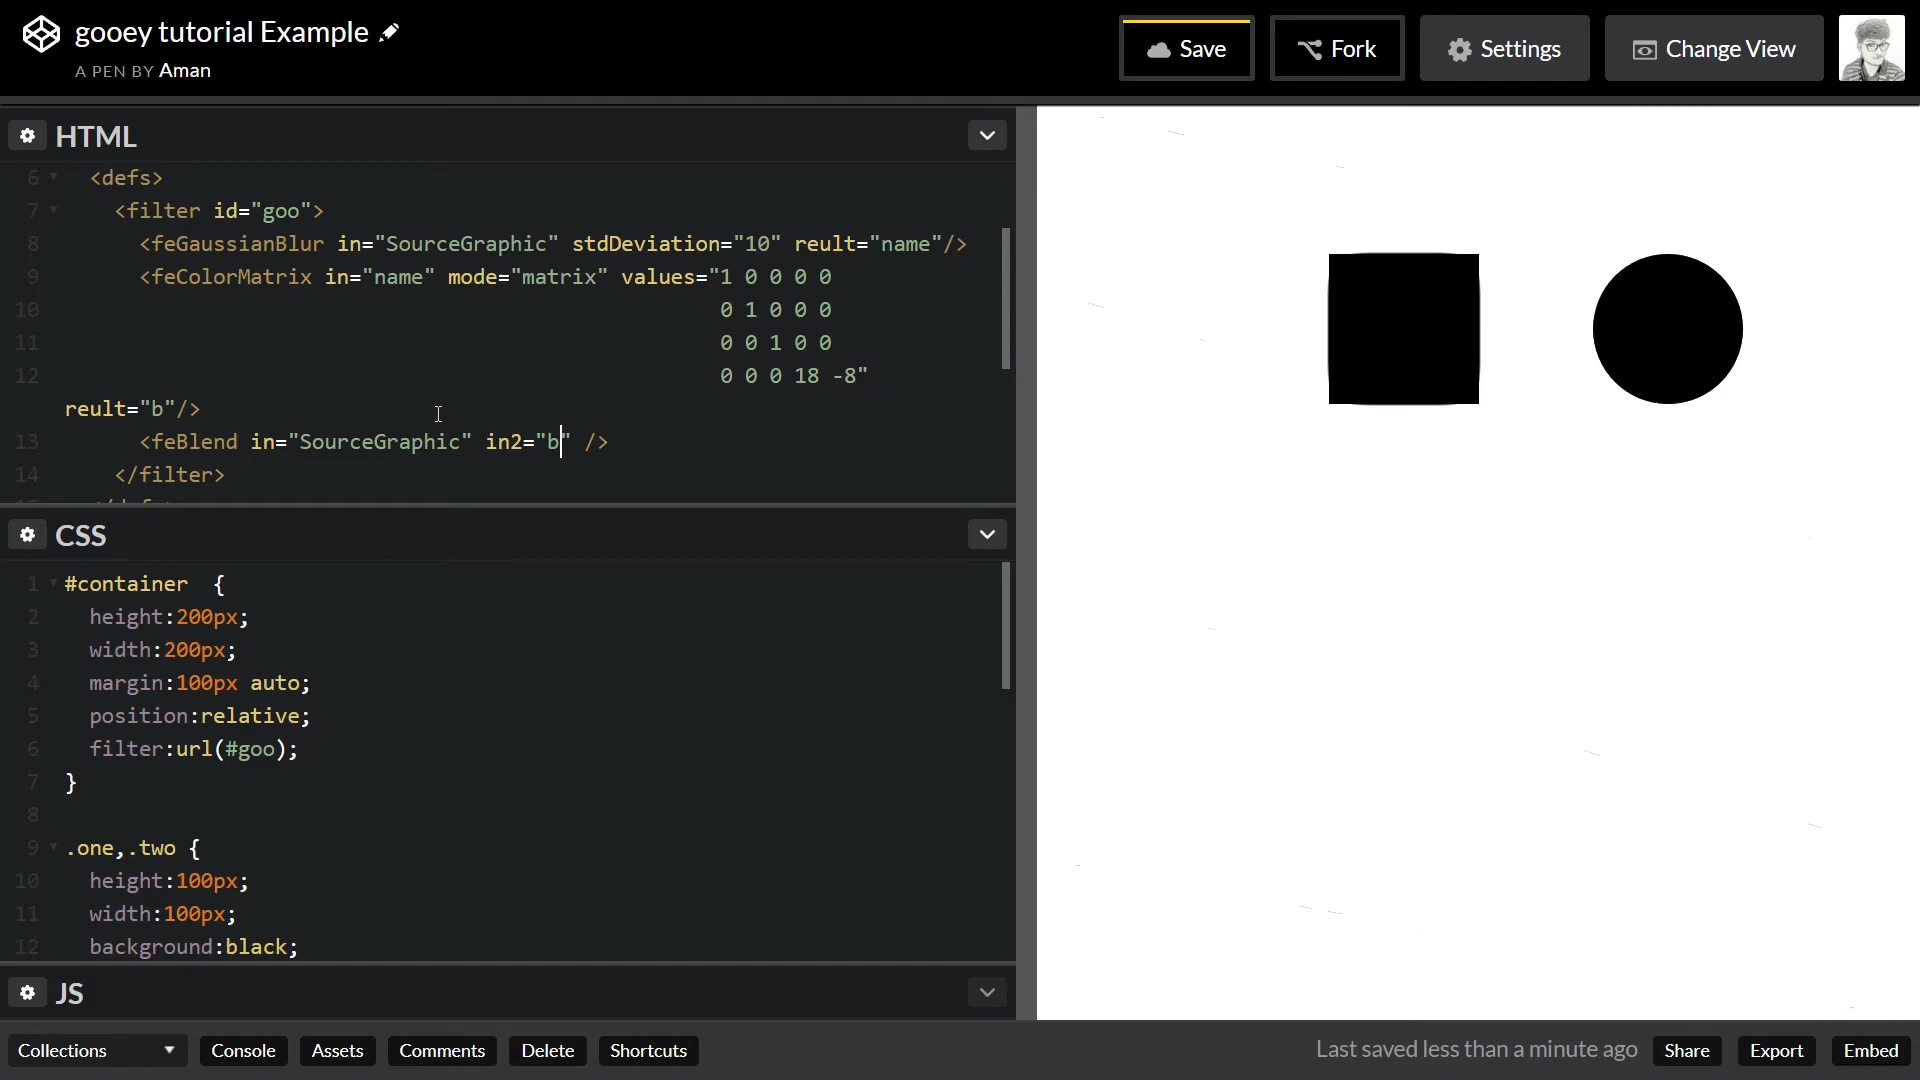 gooey tutorial Example
A PEN BY Aman
Save
Fork
Settings
Change View
HTML
6 <defs>
7 <filter id="goo">
8 <feGaussianBlur in="SourceGraphic" stdDeviation="10" reult="name"/>
9 <feColorMatrix in="name" mode="matrix" values="1 0 0 0 0
10 0 1 0 0 0
11 0 0 1 0 0
12 0 0 0 18 -8"
reult="b"/>
13 <feBlend in="SourceGraphic" in2="b" />
14 </filter>
CSS
1 #container {
2 height:200px;
3 width:200px;
4 margin:100px auto;
5 position:relative;
6 filter:url(#goo);
7 }
8
9 .one,.two {
10 height:100px;
11 width:100px;
12 background:black;
JS
Collections
Console
Assets
Comments
Delete
Shortcuts
Last saved less than a minute ago
Share
Export
Embed